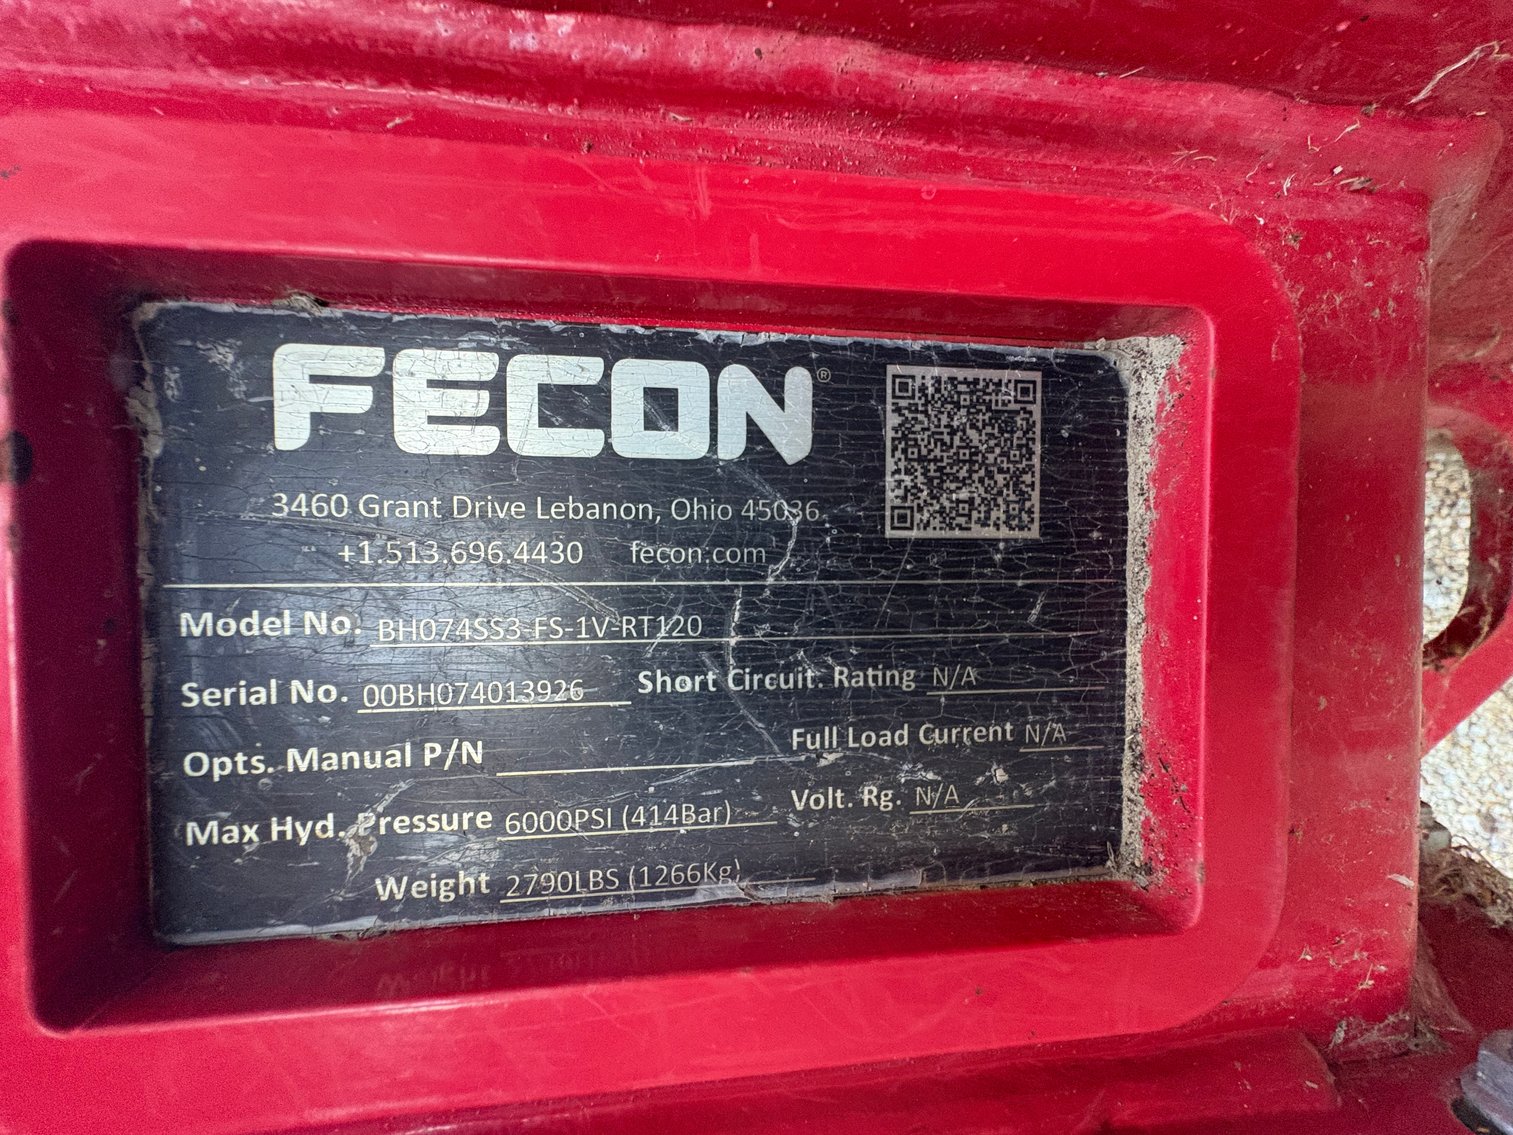 FECON®
3460 Grant Drive Lebanon, Ohio 45036
+1.513.696.4430 fecon.com
Model No. BH074SS3-FS-1V-RT120
Serial No. 00BH074013926 Short Circuit. Rating N/A
Opts. Manual P/N Full Load Current N/A
Max Hyd. Pressure 6000PSI (414Bar) Volt. Rg. N/A
Weight 2790LBS (1266Kg)